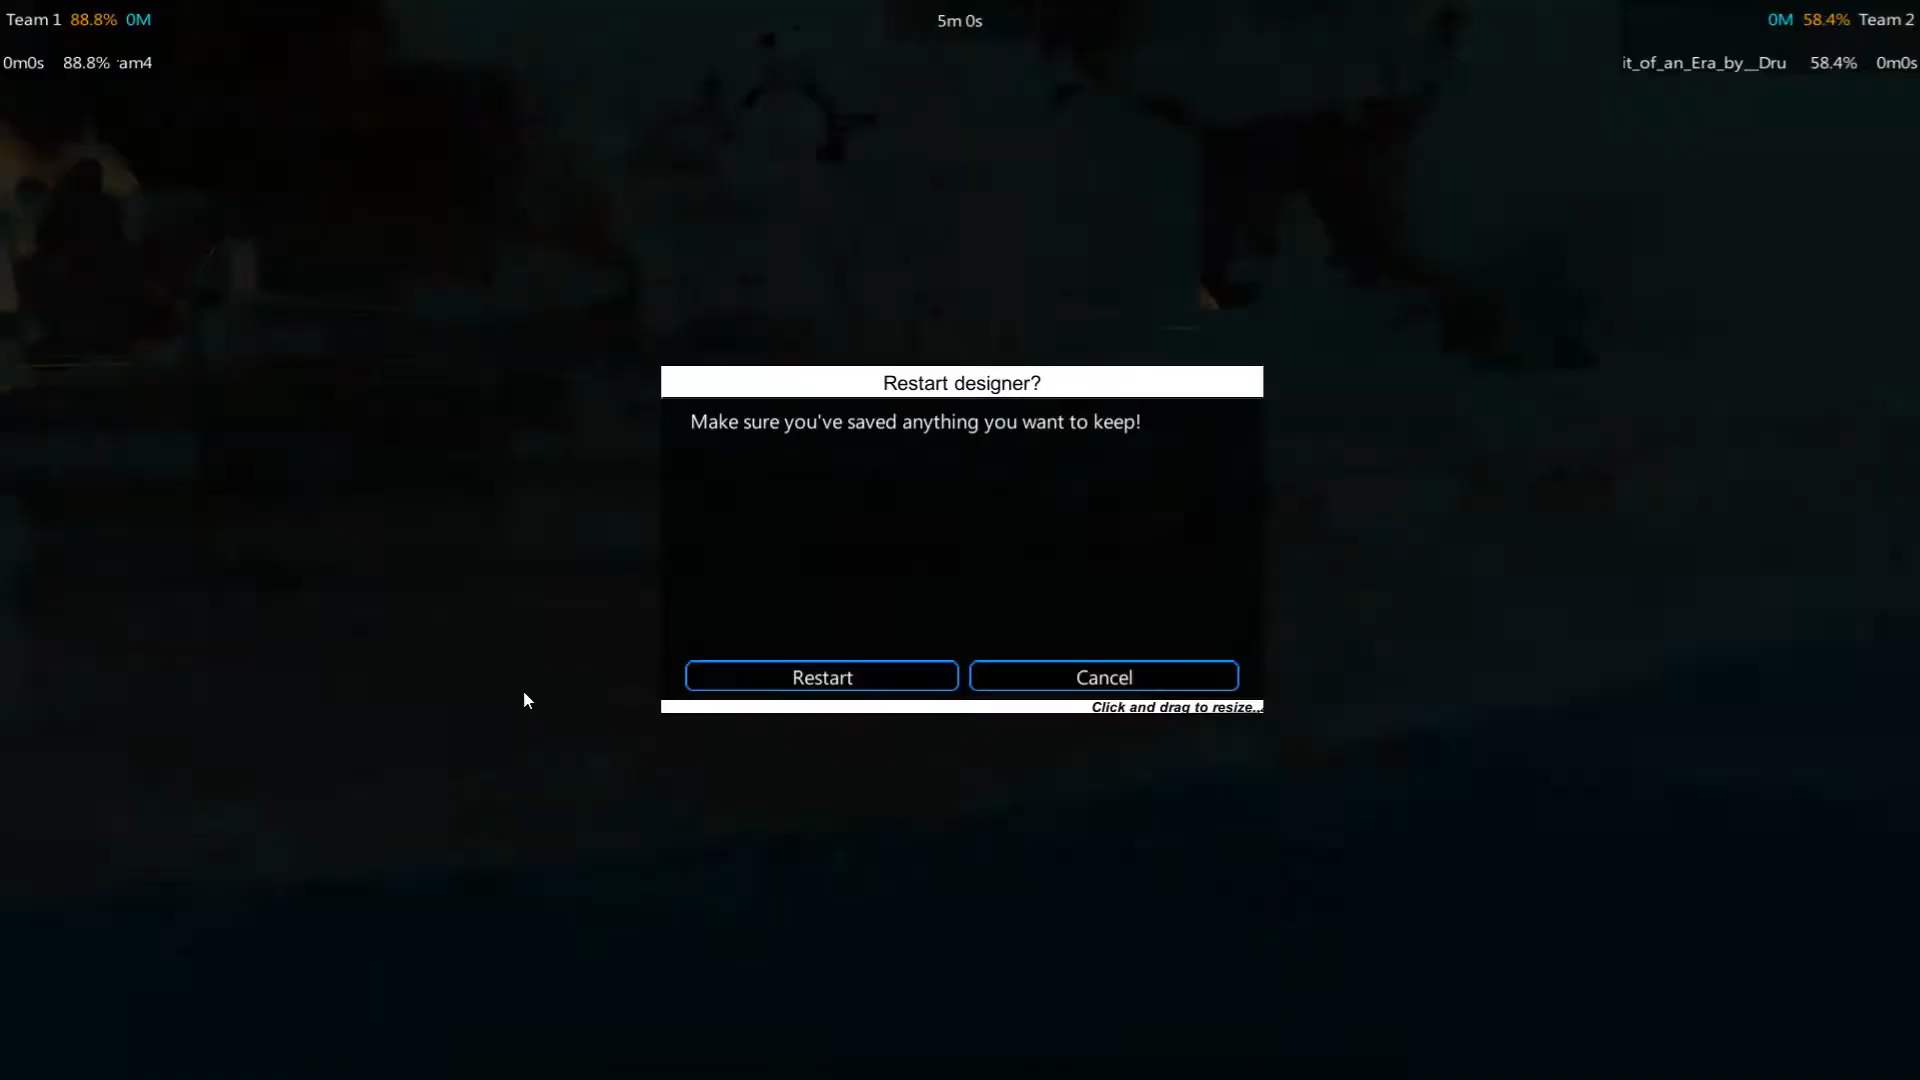 Team 1 88.8% 0M
5m 0s
0M 58.4% Team 2
0m0s 88.8% am4
it_of_an_Era_by__Dru 58.4% 0m0s
Restart designer?
Make sure you've saved anything you want to keep!
Restart
Cancel
Click and drag to resize..